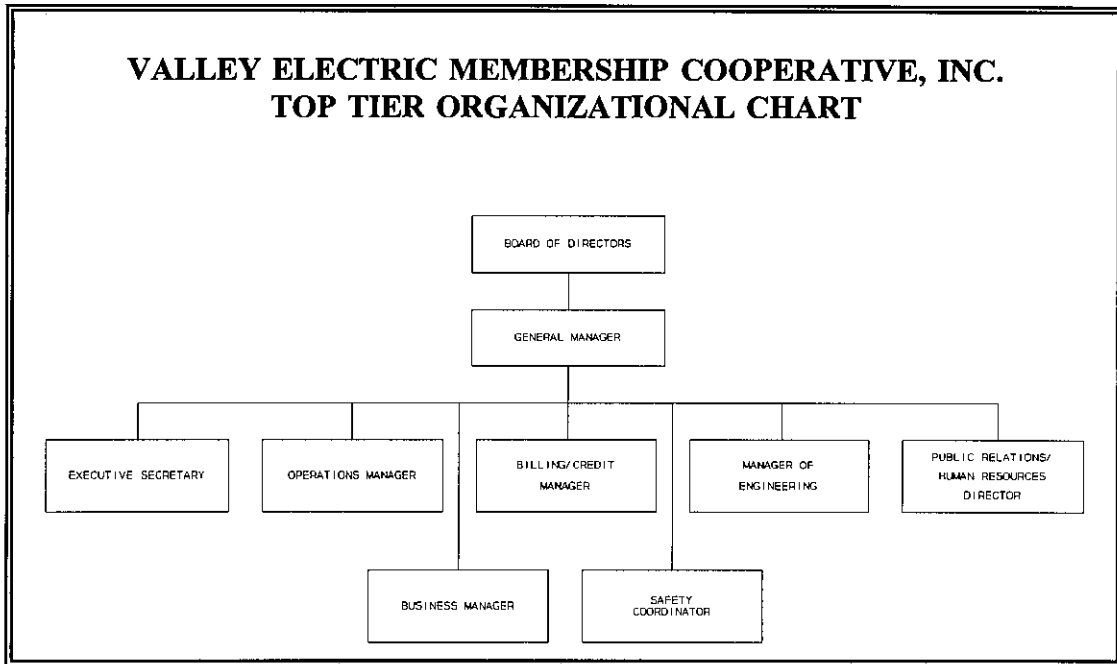 VALLEY ELECTRIC MEMBERSHIP COOPERATIVE, INC.
TOP TIER ORGANIZATIONAL CHART
BOARD OF DIRECTORS
GENERAL MANAGER
EXECUTIVE SECRETARY
OPERATIONS MANAGER
BILLING/CREDIT
MANAGER
MANAGER OF
ENGINEERING
PUBLIC RELATIONS/
HUMAN RESOURCES
DIRECTOR
BUSINESS MANAGER
SAFETY
COORDINATOR